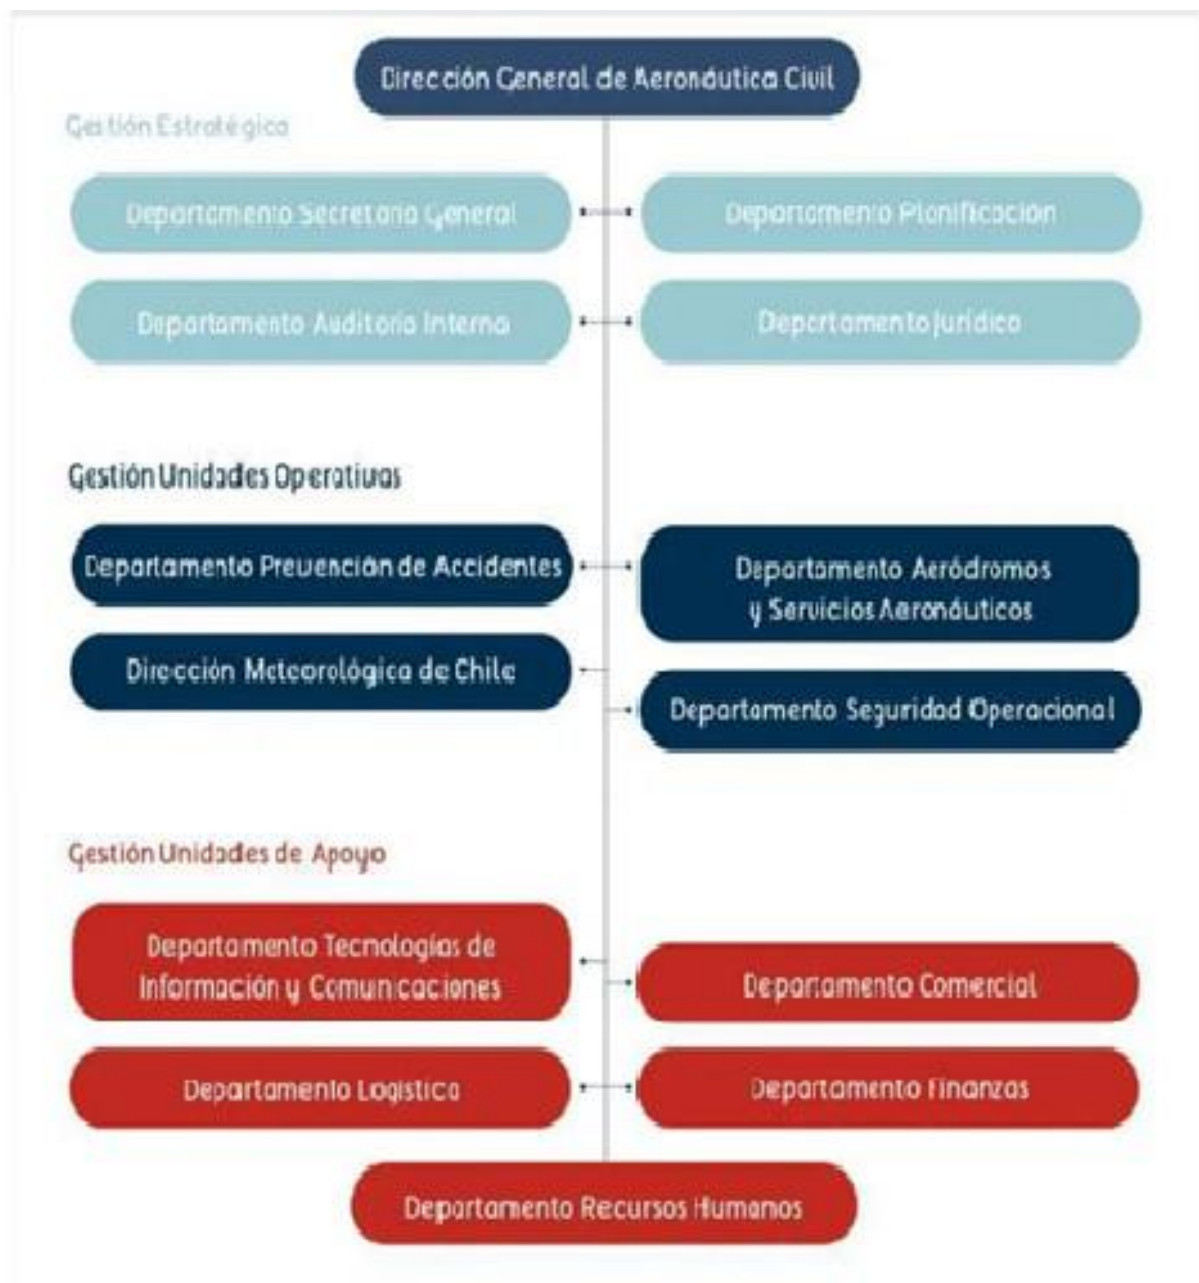 Dirección General de Aeronáutica Civil
Gestión Estratégica
Departamento Secretaría General
Departamento Planificación
Departamento Auditoría Interna
Departamento Jurídico
Gestión Unidades Operativas
Departamento Prevención de Accidentes
Departamento Aeródromos
y Servicios Aeronáuticos
Dirección Meteorológica de Chile
Departamento Seguridad Operacional
Gestión Unidades de Apoyo
Departamento Tecnologías de
Información y Comunicaciones
Departamento Comercial
Departamento Logística
Departamento Finanzas
Departamento Recursos Humanos